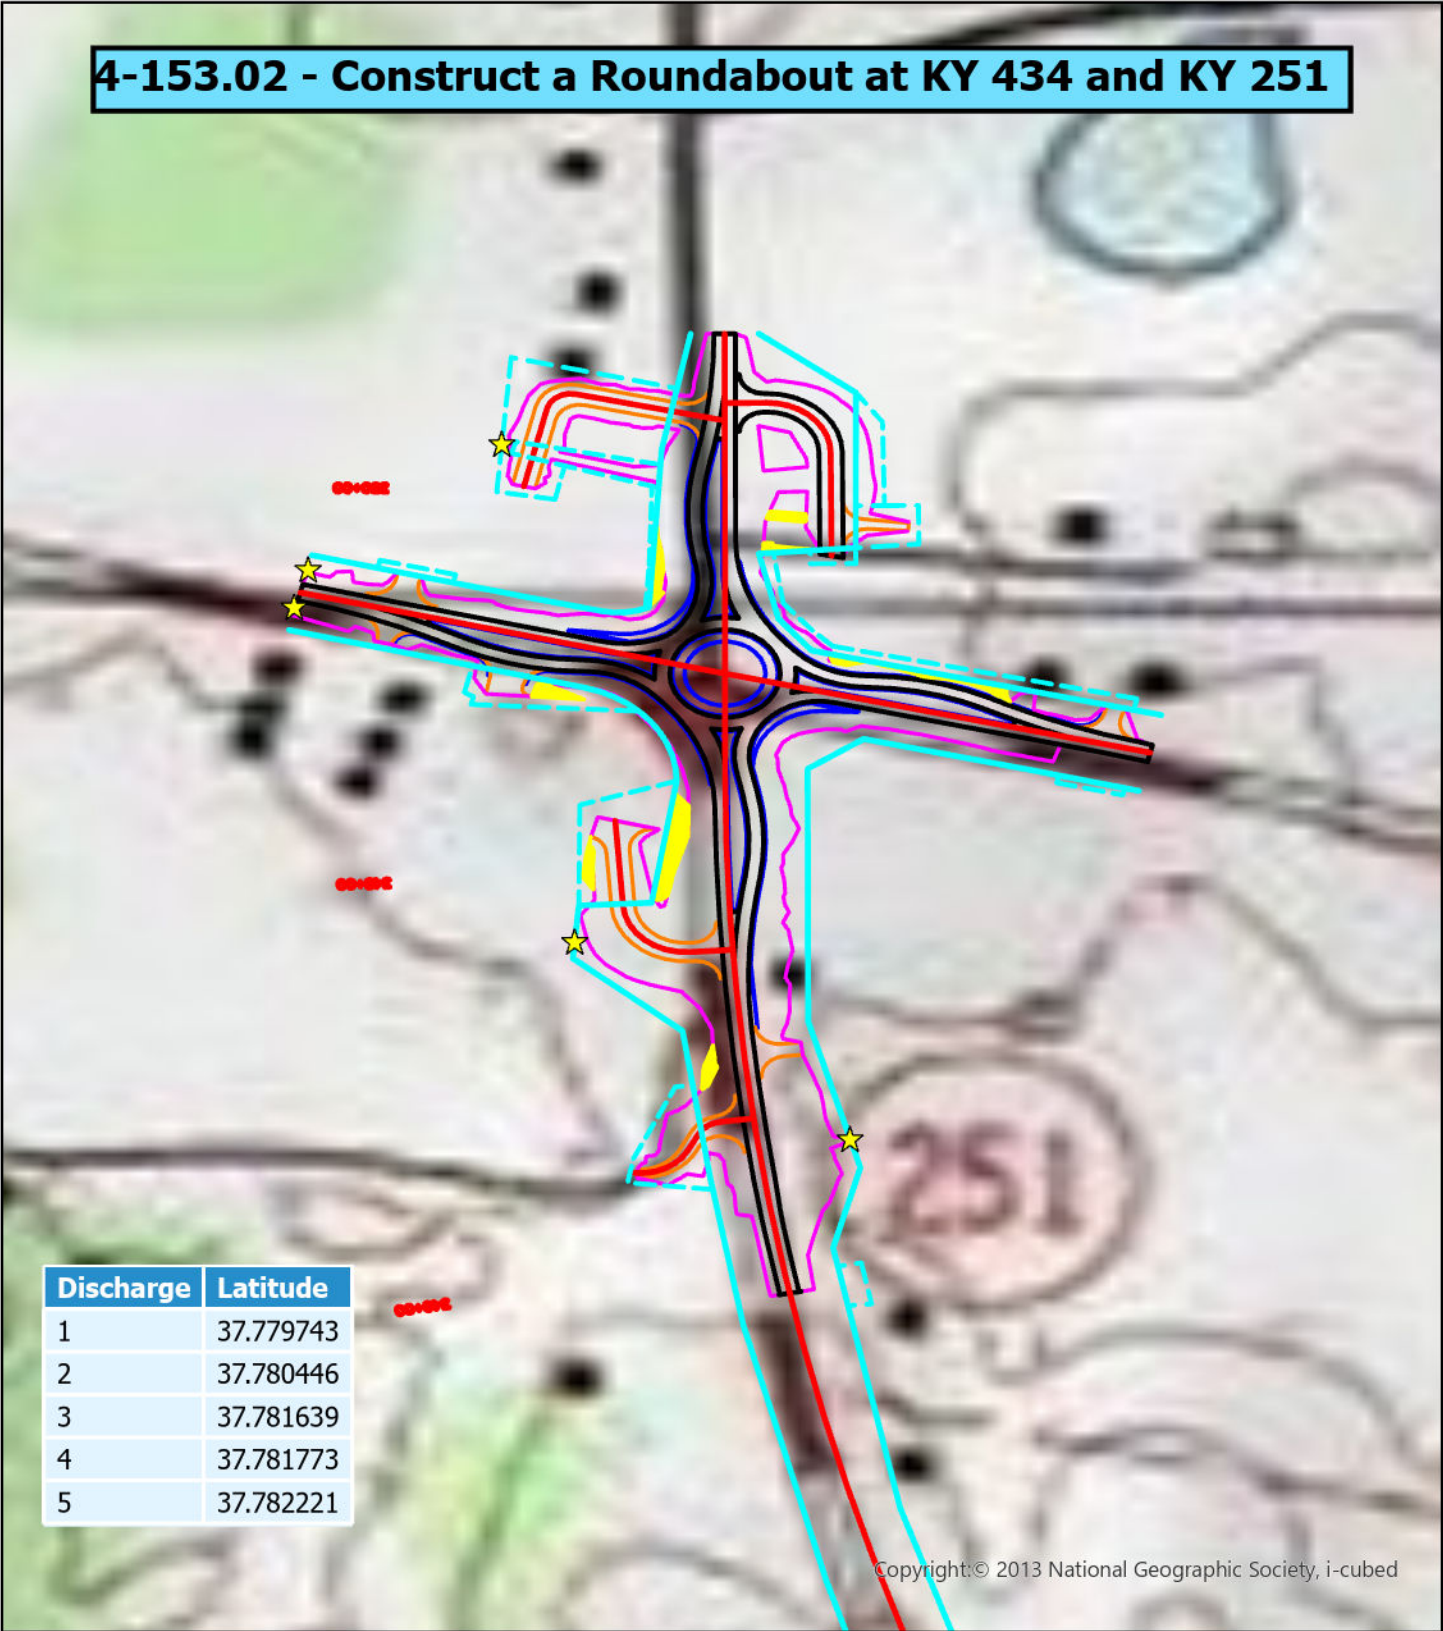 4-153.02 - Construct a Roundabout at KY 434 and KY 251
251
Discharge Latitude
1 37.779743
2 37.780446
3 37.781639
4 37.781773
5 37.782221
Copyright:© 2013 National Geographic Society, i-cubed